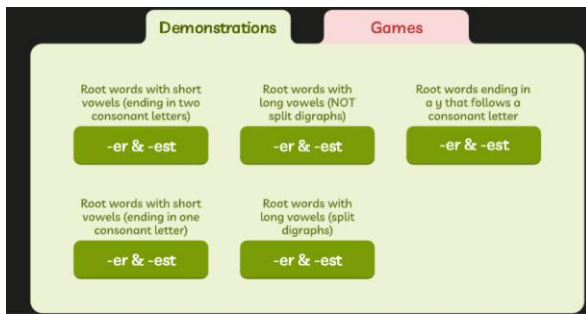 Demonstrations
Games
Root words with short
vowels (ending in two
consonant letters)
-er & -est
Root words with
long vowels (NOT
split digraphs)
-er & -est
Root words ending in
a y that follows a
consonant letter
-er & -est
Root words with short
vowels (ending in one
consonant letter)
-er & -est
Root words with
long vowels (split
digraphs)
-er & -est